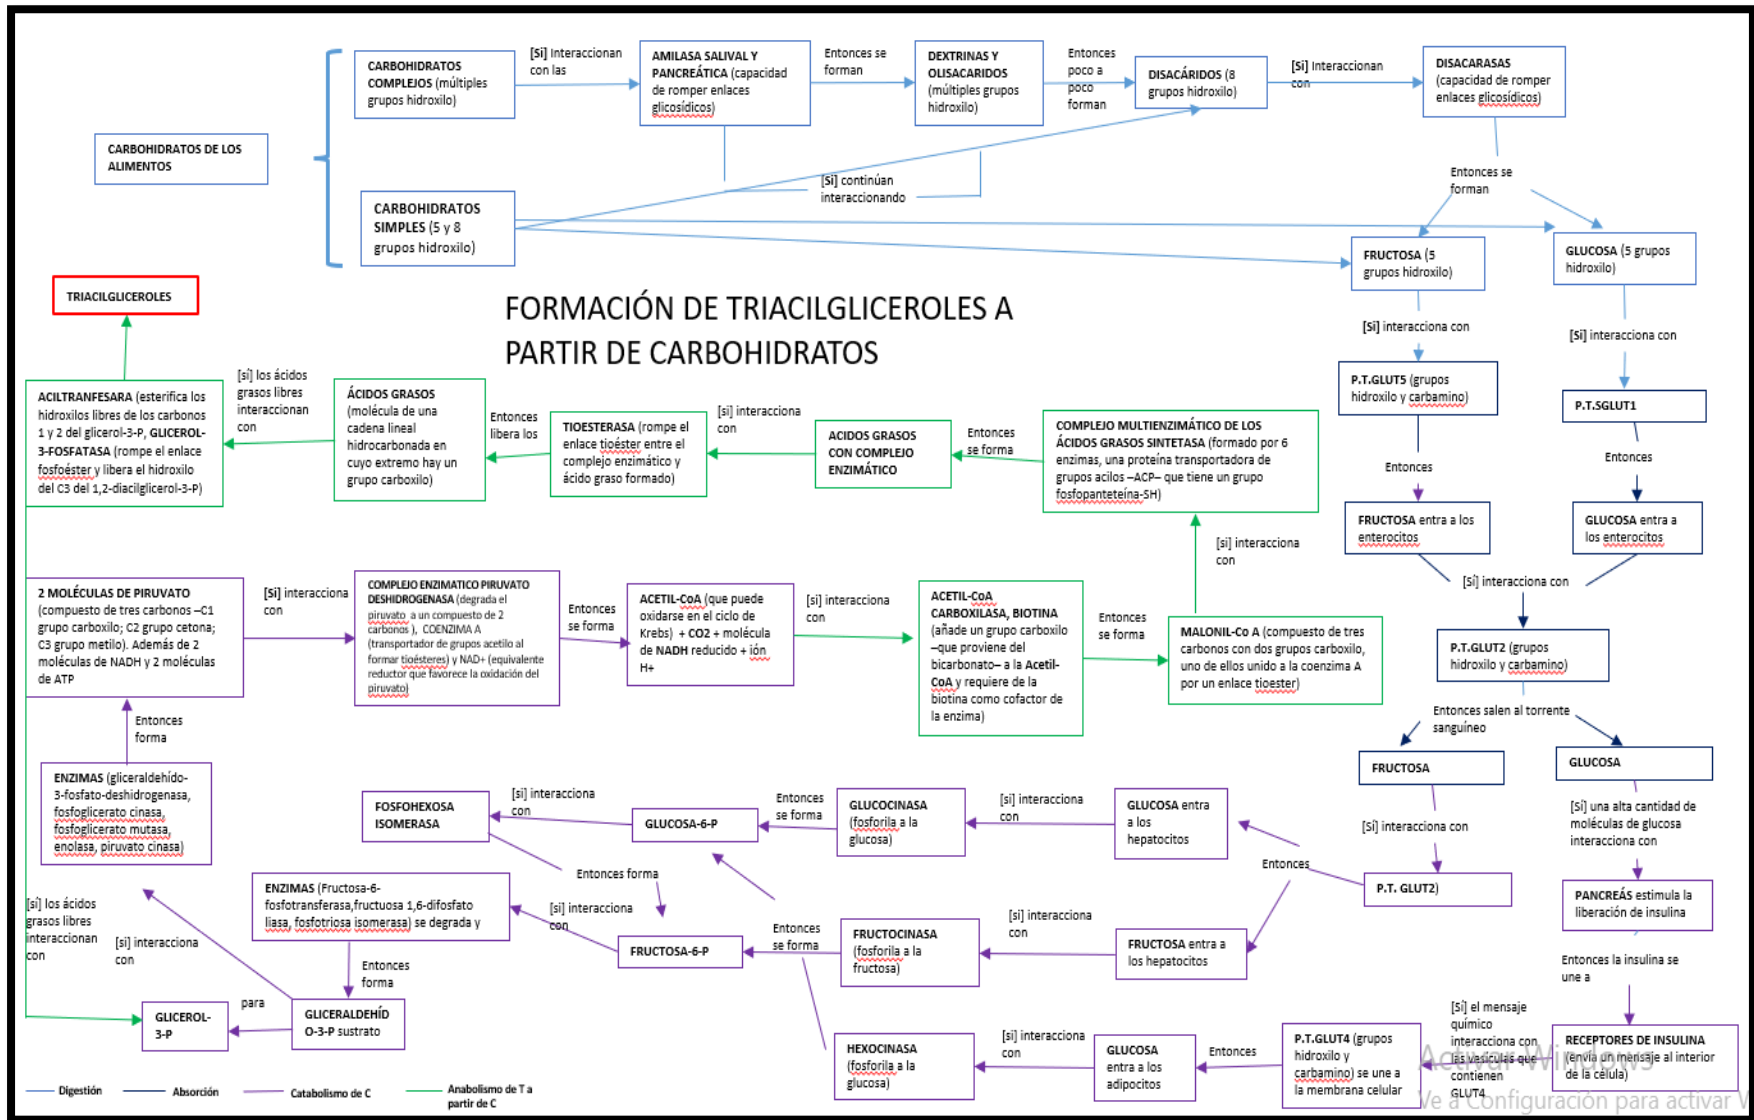 CARBOHIDRATOS DE LOS
ALIMENTOS
CARBOHIDRATOS
COMPLEJOS (múltiples
grupos hidroxilo)
[Si] Interaccionan
con las
AMILASA SALIVAL Y
PANCREÁTICA (capacidad
de romper enlaces
glicosídicos)
Entonces se
forman
DEXTRINAS Y
OLISACARIDOS
(múltiples grupos
hidroxilo)
Entonces
poco a
poco
forman
DISACÁRIDOS (8
grupos hidroxilo)
[Si] Interaccionan
con
DISACARASAS
(capacidad de romper
enlaces glicosídicos)
[Si] continúan
interaccionando
Entonces se
forman
CARBOHIDRATOS
SIMPLES (5 y 8
grupos hidroxilo)
FRUCTOSA (5
grupos hidroxilo)
GLUCOSA (5 grupos
hidroxilo)
TRIACILGLICEROLES
FORMACIÓN DE TRIACILGLICEROLES A
PARTIR DE CARBOHIDRATOS
[Si] interacciona con
[Si] interacciona con
P.T.GLUT5 (grupos
hidroxilo y carbamino)
P.T.SGLUT1
ACILTRANFESARA (esterifica los
hidroxilos libres de los carbonos
1 y 2 del glicerol-3-P, GLICEROL-
3-FOSFATASA (rompe el enlace
fosfoéster y libera el hidroxilo
del C3 del 1,2-diacilglicerol-3-P)
[sí] los ácidos
grasos libres
interaccionan
con
ÁCIDOS GRASOS
(molécula de una
cadena lineal
hidrocarbonada en
cuyo extremo hay un
grupo carboxilo)
Entonces
libera los
TIOESTERASA (rompe el
enlace tioéster entre el
complejo enzimático y
ácido graso formado)
[si] interacciona
con
ACIDOS GRASOS
CON COMPLEJO
ENZIMÁTICO
Entonces
se forma
COMPLEJO MULTIENZIMÁTICO DE LOS
ÁCIDOS GRASOS SINTETASA (formado por 6
enzimas, una proteína transportadora de
grupos acilos –ACP– que tiene un grupo
fosfopanteteína-SH)
Entonces
Entonces
FRUCTOSA entra a los
enterocitos
GLUCOSA entra a
los enterocitos
[si] interacciona
con
[Sí] interacciona con
2 MOLÉCULAS DE PIRUVATO
(compuesto de tres carbonos –C1
grupo carboxilo; C2 grupo cetona;
C3 grupo metilo). Además de 2
moléculas de NADH y 2 moléculas
de ATP
[Si] interacciona
con
COMPLEJO ENZIMATICO PIRUVATO
DESHIDROGENASA (degrada el
piruvato a un compuesto de 2
carbonos ), COENZIMA A
(transportador de grupos acetilo al
formar tioésteres) y NAD+ (equivalente
reductor que favorece la oxidación del
piruvato)
Entonces
se forma
ACETIL-CoA (que puede
oxidarse en el ciclo de
Krebs) + CO2 + molécula
de NADH reducido + ión
H+
[si] interacciona
con
ACETIL-CoA
CARBOXILASA, BIOTINA
(añade un grupo carboxilo
–que proviene del
bicarbonato– a la Acetil-
CoA y requiere de la
biotina como cofactor de
la enzima)
Entonces
se forma
MALONIL-Co A (compuesto de tres
carbonos con dos grupos carboxilo,
uno de ellos unido a la coenzima A
por un enlace tioester)
P.T.GLUT2 (grupos
hidroxilo y carbamino)
Entonces salen al torrente
sanguíneo
FRUCTOSA
GLUCOSA
Entonces
forma
ENZIMAS (gliceraldehído-
3-fosfato-deshidrogenasa,
fosfoglicerato cinasa,
fosfoglicerato mutasa,
enolasa, piruvato cinasa)
FOSFOHEXOSA
ISOMERASA
[si] interacciona
con
GLUCOSA-6-P
Entonces
se forma
GLUCOCINASA
(fosforila a la
glucosa)
[si] interacciona
con
GLUCOSA entra
a los
hepatocitos
[Sí] interacciona con
[Sí] una alta cantidad de
moléculas de glucosa
interacciona con
Entonces
P.T. GLUT2)
PANCREÁS estimula la
liberación de insulina
Entonces forma
ENZIMAS (Fructosa-6-
fosfotransferasa,fructuosa 1,6-difosfato
liasa, fosfotriosa isomerasa) se degrada y
[si] interacciona
con
FRUCTOSA-6-P
Entonces
se forma
FRUCTOCINASA
(fosforila a la
fructosa)
[si] interacciona
con
FRUCTOSA entra a
los hepatocitos
[sí] los ácidos
grasos libres
interaccionan
con
[si] interacciona
con
Entonces
forma
Entonces la insulina se
une a
GLICEROL-
3-P
para
GLICERALDEHÍD
O-3-P sustrato
HEXOCINASA
(fosforila a la
glucosa)
[si] interacciona
con
GLUCOSA
entra a los
adipocitos
Entonces
P.T.GLUT4 (grupos
hidroxilo y
carbamino) se une a
la membrana celular
[Sí] el mensaje
químico
interacciona con
las vesículas que
contienen
GLUT4
RECEPTORES DE INSULINA
(envía un mensaje al interior
de la célula)
Digestión
Absorción
Catabolismo de C
Anabolismo de T a
partir de C
Activar Windows
Ve a Configuración para activar V